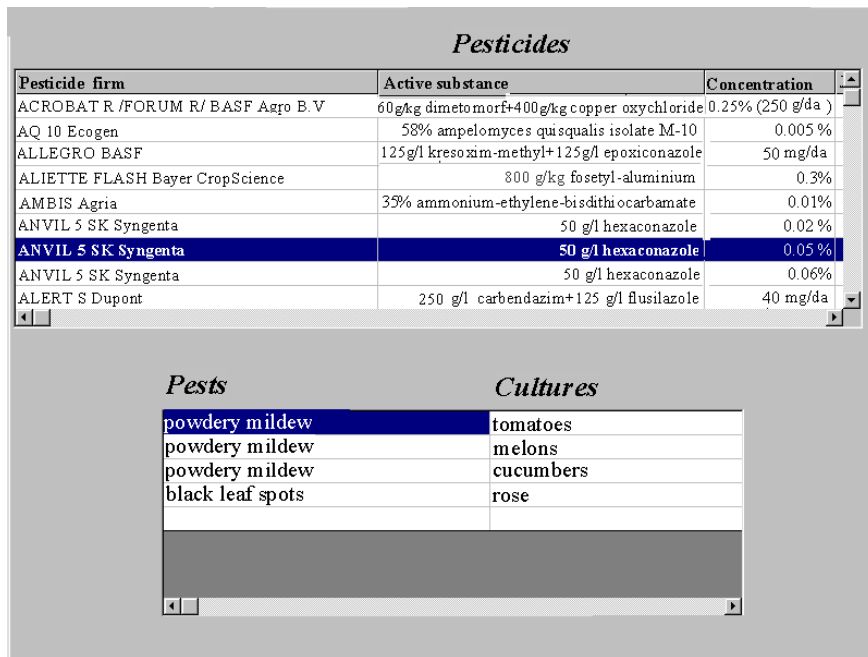 Pesticides
Pesticide firm Active substance Concentration
ACROBAT R /FORUM R/ BASF Agro B.V 60g/kg dimetomorf+400g/kg copper oxychloride 0.25% (250 g/da )
AQ 10 Ecogen 58% ampelomyces quisqualis isolate M-10 0.005 %
ALLEGRO BASF 125g/l kresoxim-methyl+125g/l epoxiconazole 50 mg/da
ALIETTE FLASH Bayer CropScience 800 g/kg fosetyl-aluminium 0.3%
AMBIS Agria 35% ammonium-ethylene-bisdithiocarbamate 0.01%
ANVIL 5 SK Syngenta 50 g/l hexaconazole 0.02 %
ANVIL 5 SK Syngenta 50 g/l hexaconazole 0.05 %
ANVIL 5 SK Syngenta 50 g/l hexaconazole 0.06%
ALERT S Dupont 250 g/l carbendazim+125 g/l flusilazole 40 mg/da
Pests Cultures
powdery mildew tomatoes
powdery mildew melons
powdery mildew cucumbers
black leaf spots rose